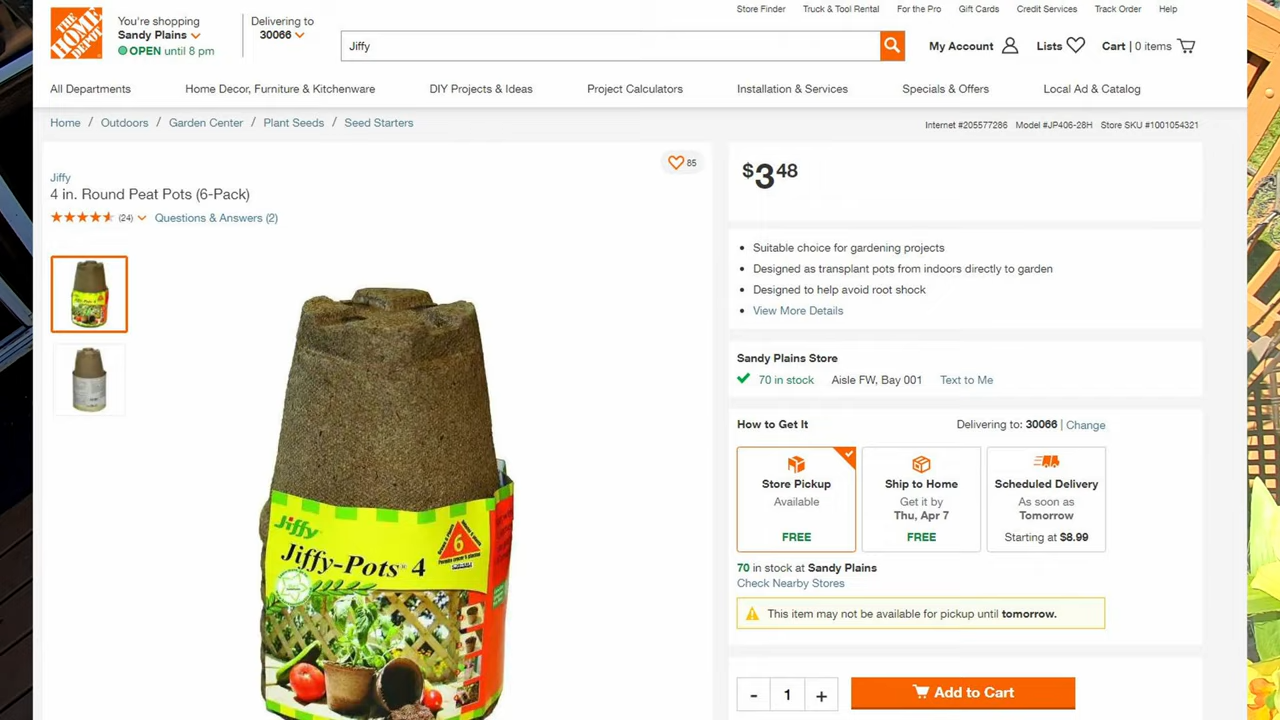 THE
HOME
DEPOT
You're shopping
Sandy Plains
OPEN until 8 pm
Delivering to
30066
Store Finder Truck & Tool Rental For the Pro Gift Cards Credit Services Track Order Help
Jiffy
My Account Lists Cart | 0 items
All Departments Home Decor, Furniture & Kitchenware DIY Projects & Ideas Project Calculators Installation & Services Specials & Offers Local Ad & Catalog
Home / Outdoors / Garden Center / Plant Seeds / Seed Starters
Internet #205577286 Model #JP406-28H Store SKU #1001054321
Jiffy
4 in. Round Peat Pots (6-Pack)
(24) Questions & Answers (2)
85
Jiffy
Jiffy-Pots 4
6
$3 48
Suitable choice for gardening projects
Designed as transplant pots from indoors directly to garden
Designed to help avoid root shock
View More Details
Sandy Plains Store
70 in stock Aisle FW, Bay 001 Text to Me
How to Get It
Delivering to: 30066 | Change
Store Pickup
Available
FREE
Ship to Home
Get it by
Thu, Apr 7
FREE
Scheduled Delivery
As soon as
Tomorrow
Starting at $8.99
70 in stock at Sandy Plains
Check Nearby Stores
This item may not be available for pickup until tomorrow.
- 1 +
Add to Cart